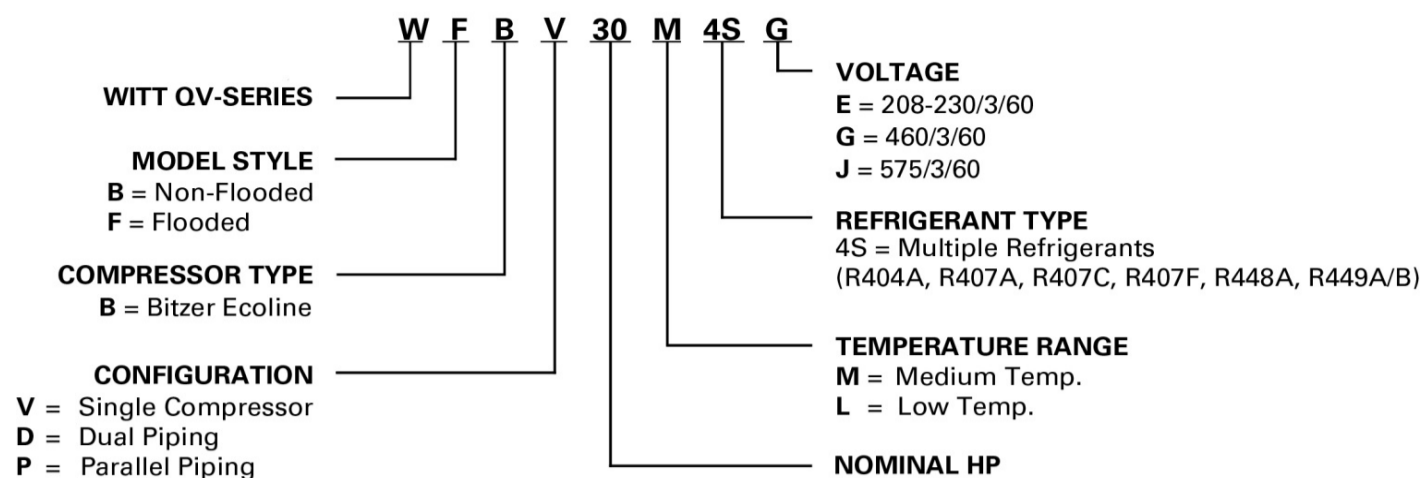 W F B V 30 M 4S G
WITT QV-SERIES
MODEL STYLE
B = Non-Flooded
F = Flooded
COMPRESSOR TYPE
B = Bitzer Ecoline
CONFIGURATION
V = Single Compressor
D = Dual Piping
P = Parallel Piping
VOLTAGE
E = 208-230/3/60
G = 460/3/60
J = 575/3/60
REFRIGERANT TYPE
4S = Multiple Refrigerants
(R404A, R407A, R407C, R407F, R448A, R449A/B)
TEMPERATURE RANGE
M = Medium Temp.
L = Low Temp.
NOMINAL HP